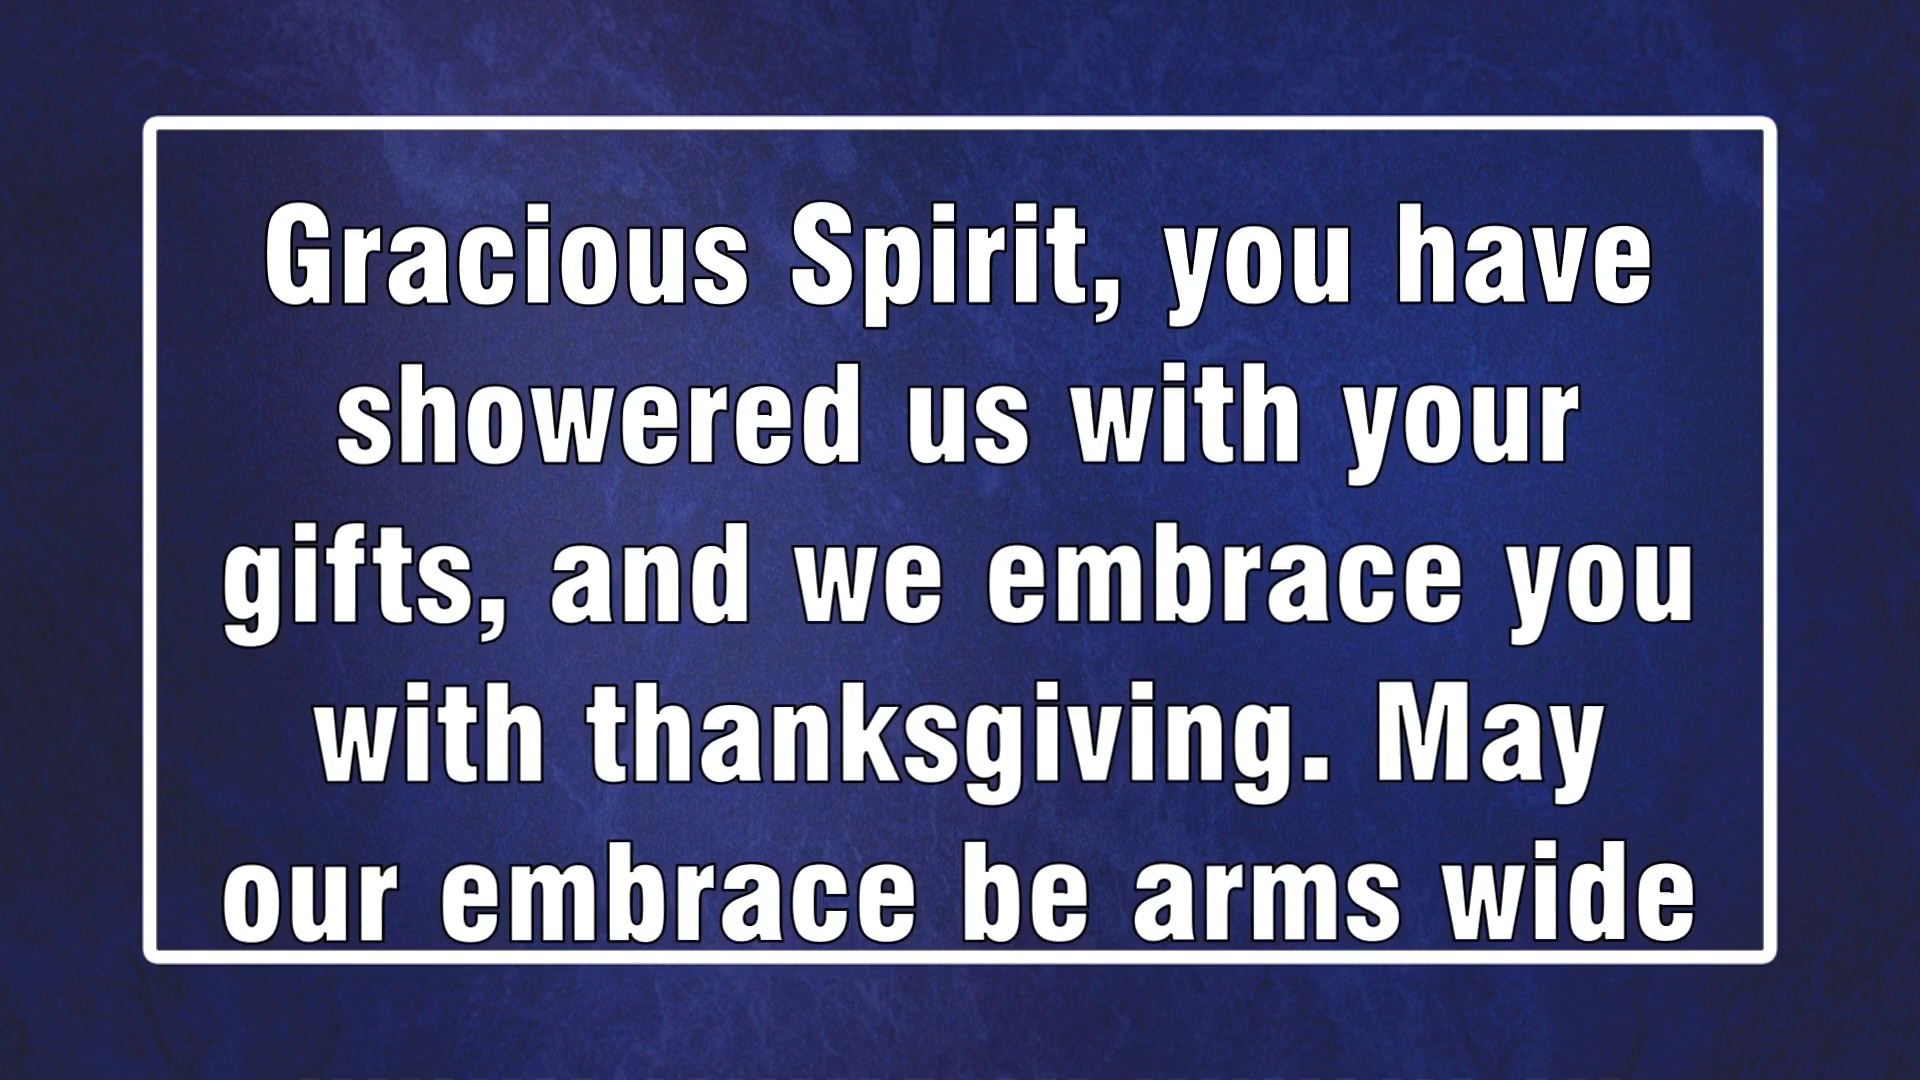 Gracious Spirit, you have
showered us with your
gifts, and we embrace you
with thanksgiving. May
our embrace be arms wide